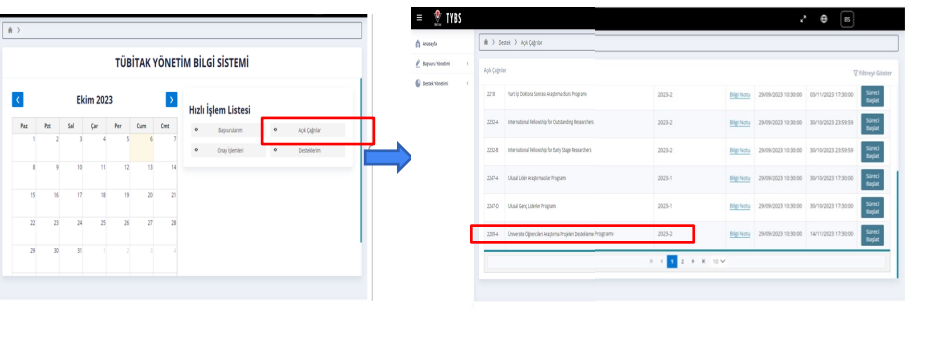 TÜBİTAK YÖNETİM BİLGİ SİSTEMİ
Ekim 2023
Paz Pzt Sal Çar Per Cum Cmt
1 2 3 4 5 6 7
8 9 10 11 12 13 14
15 16 17 18 19 20 21
22 23 24 25 26 27 28
29 30 31 1 2 3 4
Hızlı İşlem Listesi
Başvurularım
Açık Çağrılar
Onay İşlemleri
Desteklerim
TYBS
BS
Anasayfa
Başvuru Yönetimi
Destek Yönetimi
Destek > Açık Çağrılar
Açık Çağrılar
Filtreyi Göster
2218 Yurt İçi Doktora Sonrası Araştırma Burs Programı 2023-2 Bilgi Notu 29/09/2023 10:30:00 03/11/2023 17:30:00 Süreci Başlat
2232-A International Fellowship for Outstanding Researchers 2023-2 Bilgi Notu 29/09/2023 10:30:00 30/10/2023 23:59:59 Süreci Başlat
2232-B International Fellowship for Early Stage Researchers 2023-2 Bilgi Notu 29/09/2023 10:30:00 30/10/2023 23:59:59 Süreci Başlat
2247-A Ulusal Lider Araştırmacılar Programı 2023-1 Bilgi Notu 29/09/2023 10:30:00 30/10/2023 17:30:00 Süreci Başlat
2247-D Ulusal Genç Liderler Programı 2023-1 Bilgi Notu 29/09/2023 10:30:00 30/10/2023 17:30:00 Süreci Başlat
2209-A Üniversite Öğrencileri Araştırma Projeleri Destekleme Programı 2023-2 Bilgi Notu 29/09/2023 10:30:00 14/11/2023 17:30:00 Süreci Başlat
1 2 10